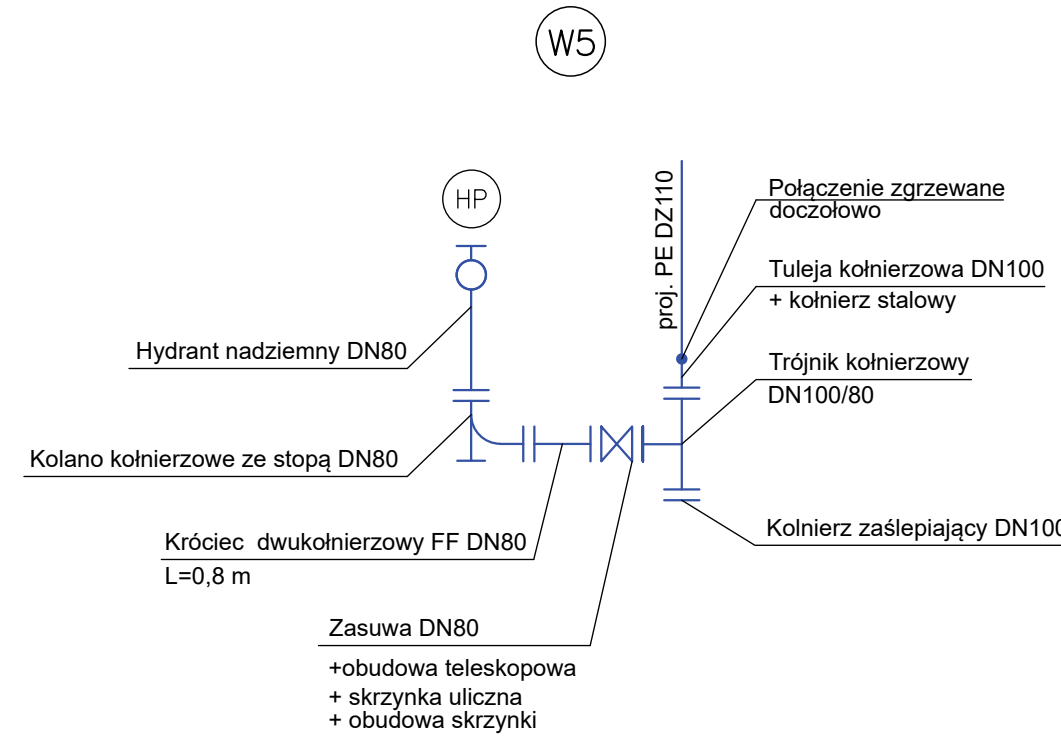 W5
HP
proj. PE DZ110
Połączenie zgrzewane
doczołowo
Tuleja kołnierzowa DN100
+ kołnierz stalowy
Hydrant nadziemny DN80
Trójnik kołnierzowy
DN100/80
Kolano kołnierzowe ze stopą DN80
Kolnierz zaślepiający DN100
Króciec dwukołnierzowy FF DN80
L=0,8 m
Zasuwa DN80
+obudowa teleskopowa
+ skrzynka uliczna
+ obudowa skrzynki